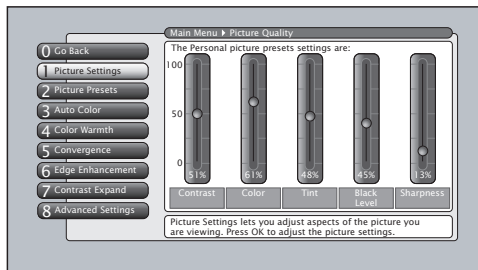 Main Menu ▸ Picture Quality
0 Go Back
1 Picture Settings
2 Picture Presets
3 Auto Color
4 Color Warmth
5 Convergence
6 Edge Enhancement
7 Contrast Expand
8 Advanced Settings
The Personal picture presets settings are:
100
50
0
51% 61% 48% 45% 13%
Contrast Color Tint Black Level Sharpness
Picture Settings lets you adjust aspects of the picture you
are viewing. Press OK to adjust the picture settings.